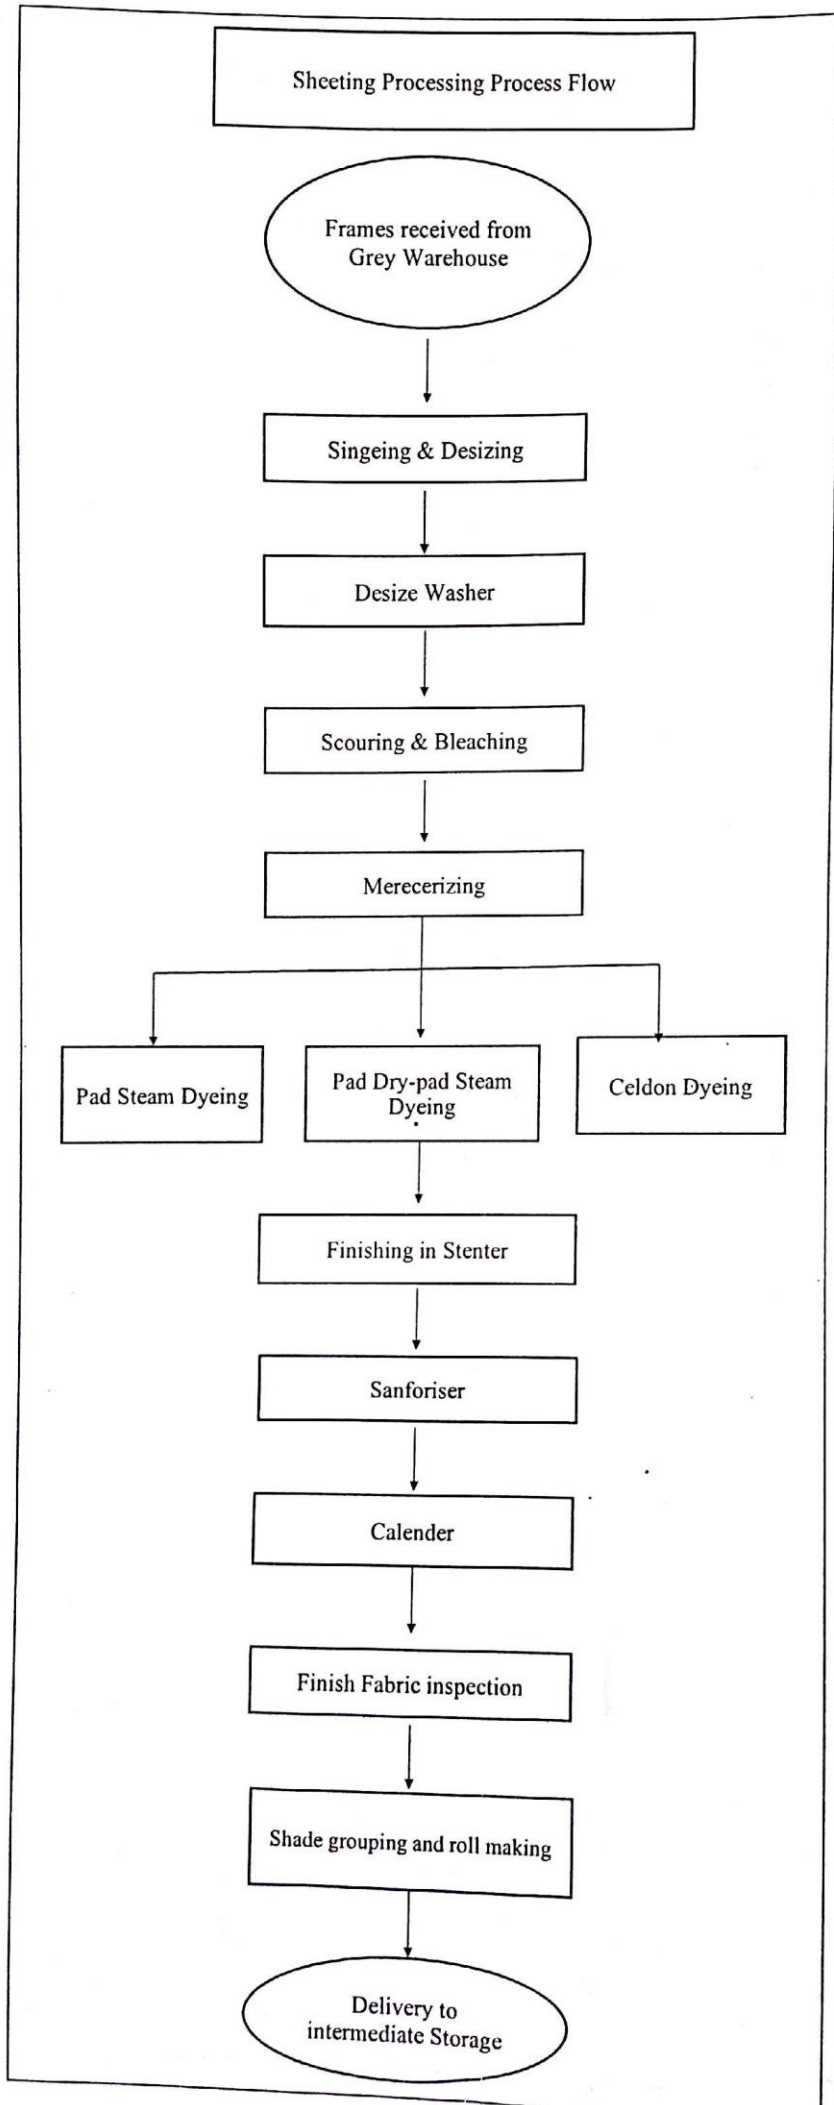 Sheeting Processing Process Flow
Frames received from
Grey Warehouse
Singeing & Desizing
Desize Washer
Scouring & Bleaching
Merecerizing
Pad Steam Dyeing
Pad Dry-pad Steam
Dyeing
Celdon Dyeing
Finishing in Stenter
Sanforiser
Calender
Finish Fabric inspection
Shade grouping and roll making
Delivery to
intermediate Storage